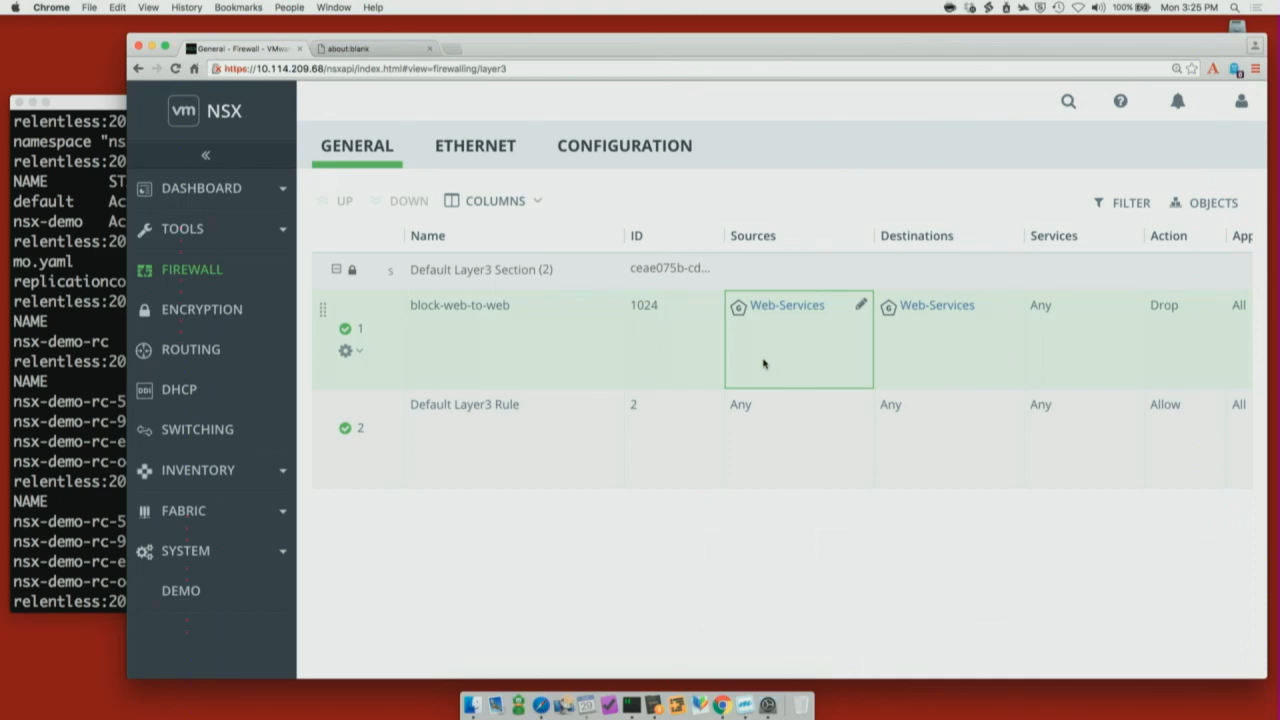 Chrome File Edit View History Bookmarks People Window Help
100% Mon 3:25 PM
General - Firewall - VMwar
about:blank
https://10.114.209.68/nsxapi/index.html#view=firewalling/layer3
vm NSX
«
DASHBOARD
TOOLS
FIREWALL
ENCRYPTION
ROUTING
DDI DHCP
SWITCHING
INVENTORY
FABRIC
SYSTEM
DEMO
GENERAL ETHERNET CONFIGURATION
UP DOWN COLUMNS FILTER OBJECTS
Name ID Sources Destinations Services Action App
S Default Layer3 Section (2) ceae075b-cd...
block-web-to-web 1024 G Web-Services G Web-Services Any Drop All
1
Default Layer3 Rule 2 Any Any Any Allow All
2
relentless:20
namespace "ns
relentless:20
NAME ST
default Ac
nsx-demo Ac
relentless:20
mo.yaml
replicationco
relentless:20
NAME
nsx-demo-rc
relentless:20
NAME
nsx-demo-rc-5
nsx-demo-rc-9
nsx-demo-rc-e
nsx-demo-rc-o
relentless:20
NAME
nsx-demo-rc-5
nsx-demo-rc-9
nsx-demo-rc-e
nsx-demo-rc-o
relentless:20